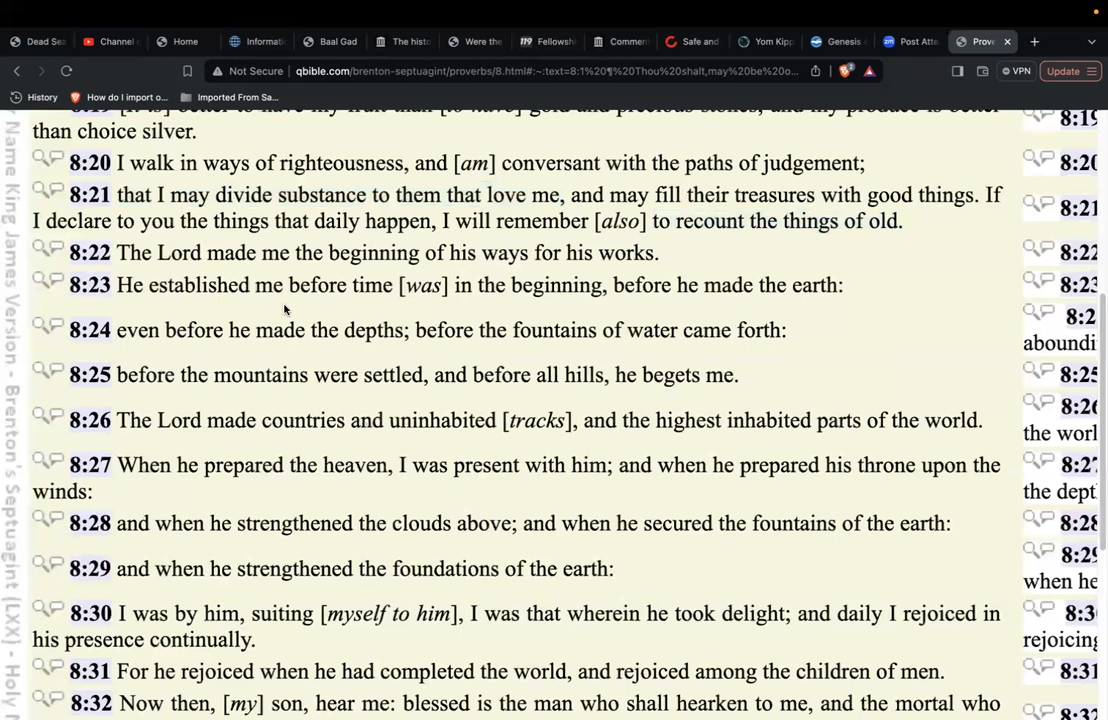 Dead Sea
Channel c
Home
Informati
Baal Gad
The histo
Were the
119 Fellowshi
Commen
Safe and
Yom Kipp
Genesis 4
zm Post Atte
Prove
Not Secure qbible.com/brenton-septuagint/proverbs/8.html#:~:text=8:1%20¶%20Thou%20shalt,may%20be%20o...
2
VPN
Update
History
How do I import o...
Imported From Sa...
than choice silver.
8:20 I walk in ways of righteousness, and [am] conversant with the paths of judgement;
8:21 that I may divide substance to them that love me, and may fill their treasures with good things. If
I declare to you the things that daily happen, I will remember [also] to recount the things of old.
8:22 The Lord made me the beginning of his ways for his works.
8:23 He established me before time [was] in the beginning, before he made the earth:
8:24 even before he made the depths; before the fountains of water came forth:
8:25 before the mountains were settled, and before all hills, he begets me.
8:26 The Lord made countries and uninhabited [tracks], and the highest inhabited parts of the world.
8:27 When he prepared the heaven, I was present with him; and when he prepared his throne upon the
winds:
8:28 and when he strengthened the clouds above; and when he secured the fountains of the earth:
8:29 and when he strengthened the foundations of the earth:
8:30 I was by him, suiting [myself to him], I was that wherein he took delight; and daily I rejoiced in
his presence continually.
8:31 For he rejoiced when he had completed the world, and rejoiced among the children of men.
8:32 Now then, [my] son, hear me: blessed is the man who shall hearken to me, and the mortal who
Name King James Version - Brenton's Septuagint (LXX) - Holy N
8:19
8:20
8:21
8:22
8:23
8:2
aboundi
8:25
8:26
the worl
8:27
the dept
8:28
8:29
when he
8:3
rejoicing
8:31
8:32